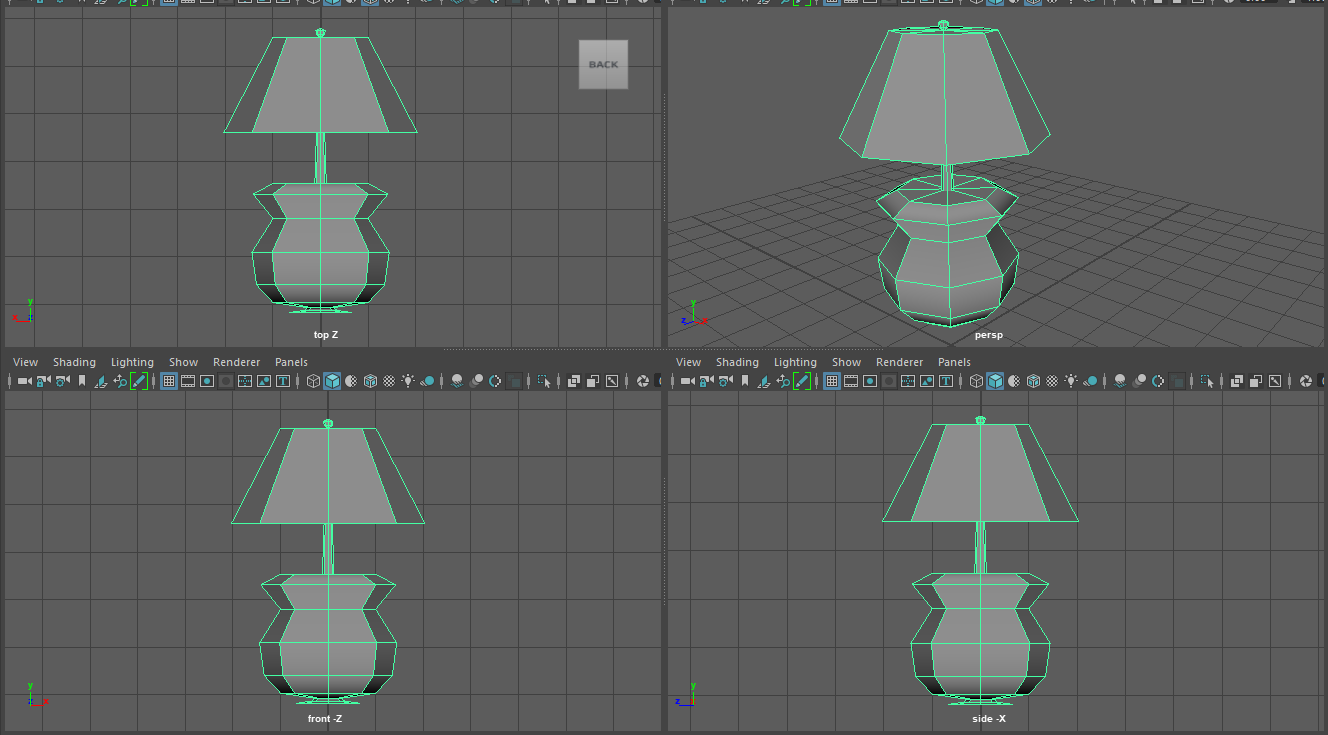 BACK
y
x
top Z
y
z
x
persp
View Shading Lighting Show Renderer Panels
View Shading Lighting Show Renderer Panels
y
x
front -Z
y
z
side -X